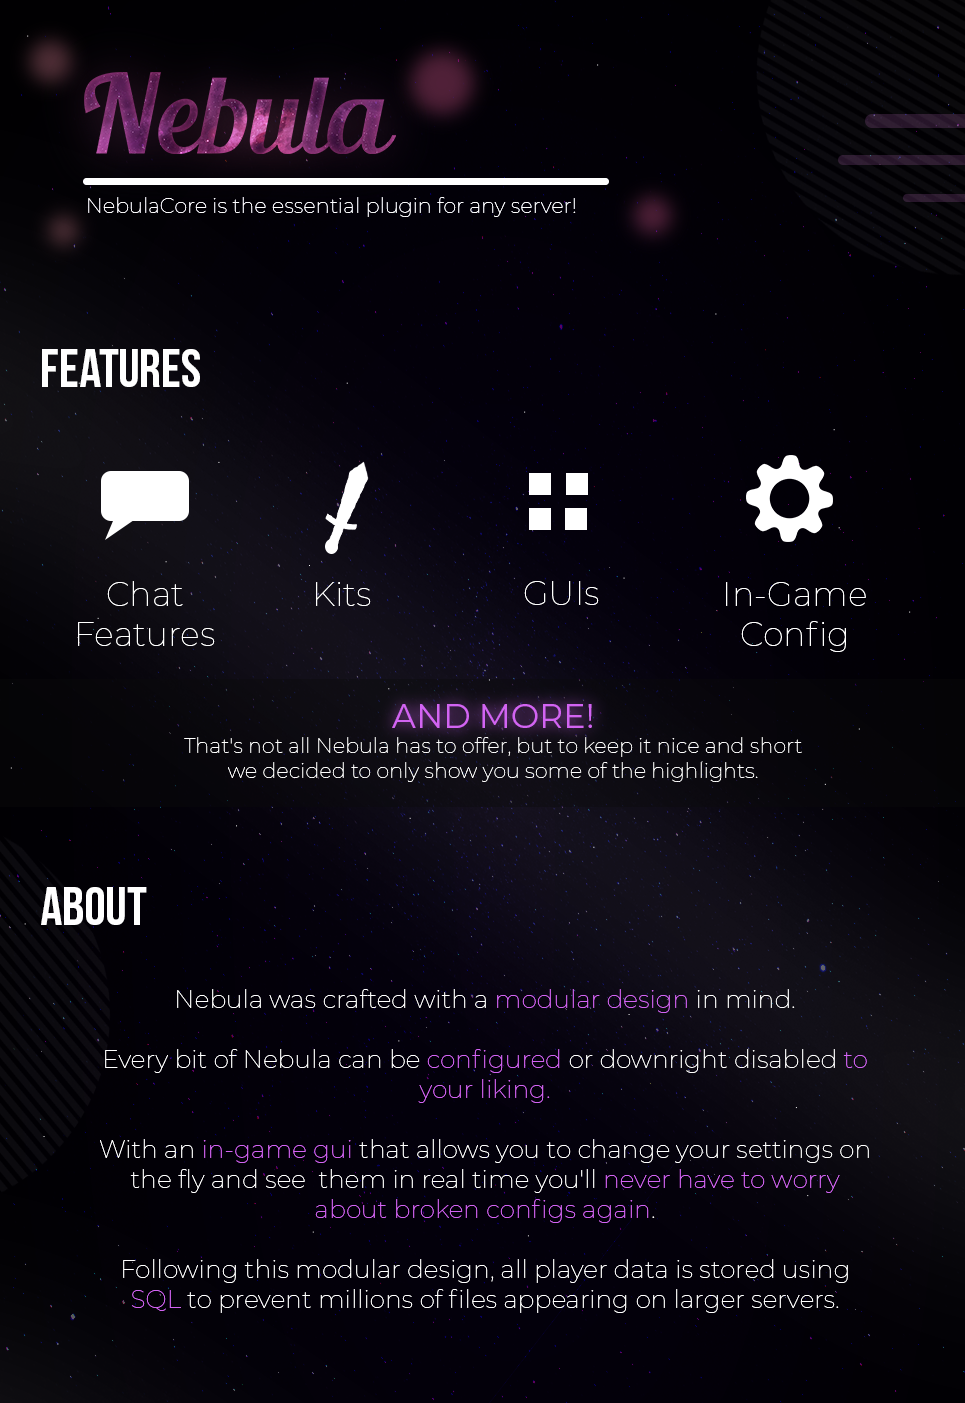 Nebula
NebulaCore is the essential plugin for any server!
FEATURES
Chat
Features
Kits
GUIs
In-Game
Config
AND MORE!
That's not all Nebula has to offer, but to keep it nice and short
we decided to only show you some of the highlights.
ABOUT
Nebula was crafted with a modular design in mind.
Every bit of Nebula can be configured or downright disabled to
your liking.
With an in-game gui that allows you to change your settings on
the fly and see  them in real time you'll never have to worry
about broken configs again.
Following this modular design, all player data is stored using
SQL to prevent millions of files appearing on larger servers.